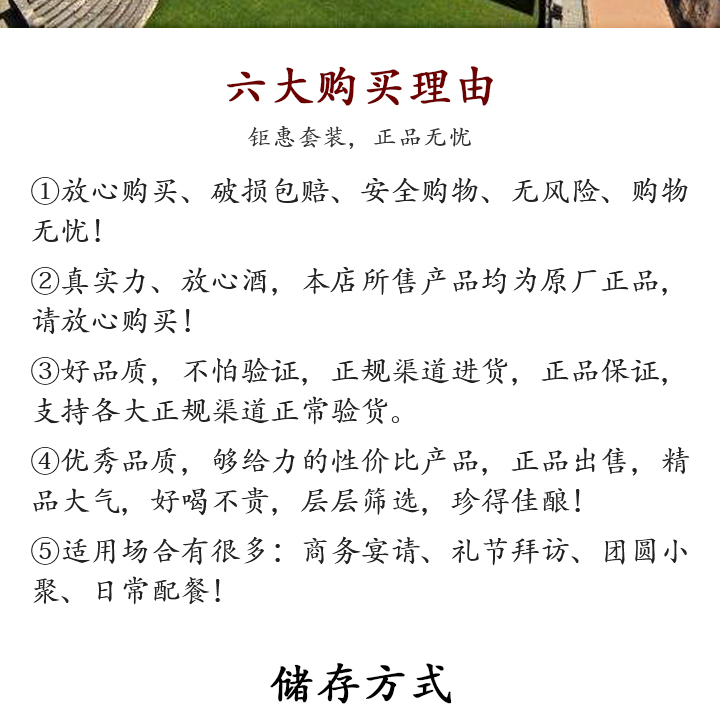 六大购买理由
钜惠套装，正品无忧
①放心购买、破损包赔、安全购物、无风险、购物
无忧！
②真实力、放心酒，本店所售产品均为原厂正品，
请放心购买！
③好品质，不怕验证，正规渠道进货，正品保证，
支持各大正规渠道正常验货。
④优秀品质，够给力的性价比产品，正品出售，精
品大气，好喝不贵，层层筛选，珍得佳酿！
⑤适用场合有很多：商务宴请、礼节拜访、团圆小
聚、日常配餐！
储存方式